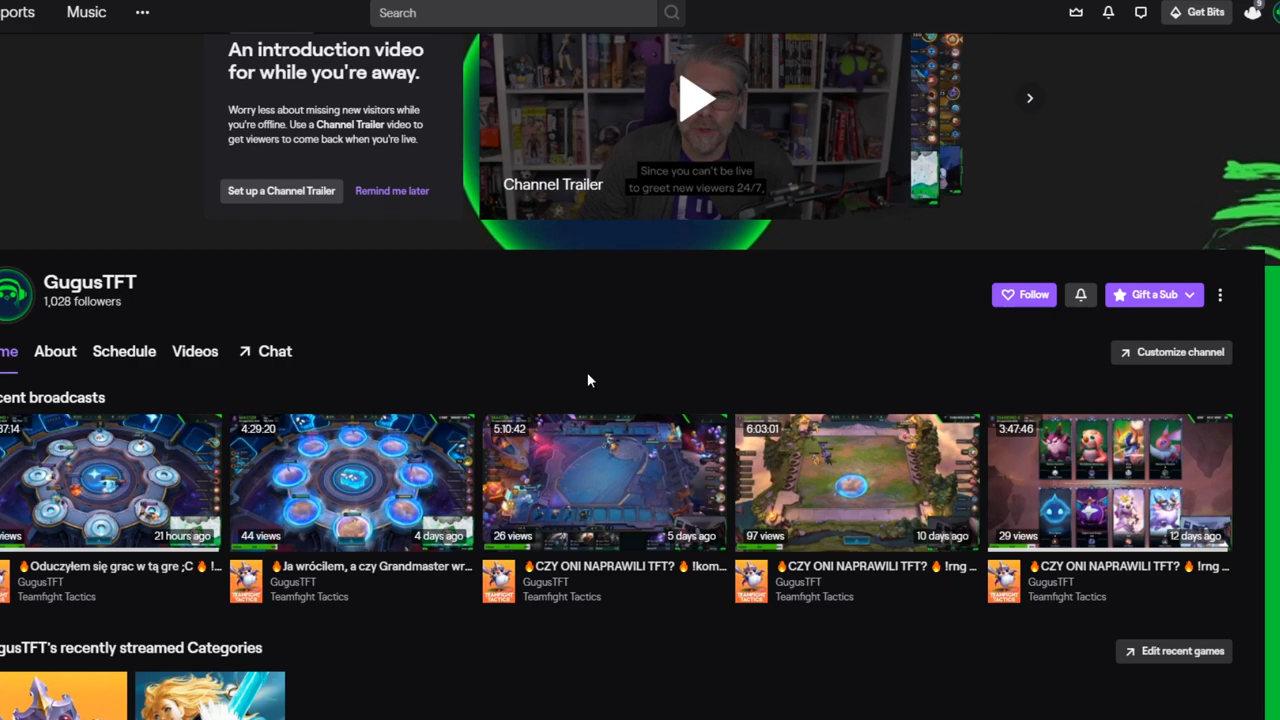 ports
Music
Search
Get Bits
An introduction video
for while you're away.
Worry less about missing new visitors while
you're offline. Use a Channel Trailer video to
get viewers to come back when you're live.
Set up a Channel Trailer
Remind me later
Channel Trailer
Since you can't be live
to greet new viewers 24/7,
GugusTFT
1,028 followers
Follow
Gift a Sub
me
About
Schedule
Videos
Chat
Customize channel
cent broadcasts
37:14
views
21 hours ago
🔥Oduczyłem się grac w tą gre ;C 🔥 !...
GugusTFT
Teamfight Tactics
4:29:20
44 views
4 days ago
🔥Ja wróciłem, a czy Grandmaster wr...
GugusTFT
Teamfight Tactics
5:10:42
26 views
5 days ago
🔥CZY ONI NAPRAWILI TFT? 🔥 !kom...
GugusTFT
Teamfight Tactics
6:03:01
97 views
10 days ago
🔥CZY ONI NAPRAWILI TFT? 🔥 !rng ...
GugusTFT
Teamfight Tactics
3:47:46
29 views
12 days ago
🔥CZY ONI NAPRAWILI TFT? 🔥 !rng ...
GugusTFT
Teamfight Tactics
gusTFT's recently streamed Categories
Edit recent games